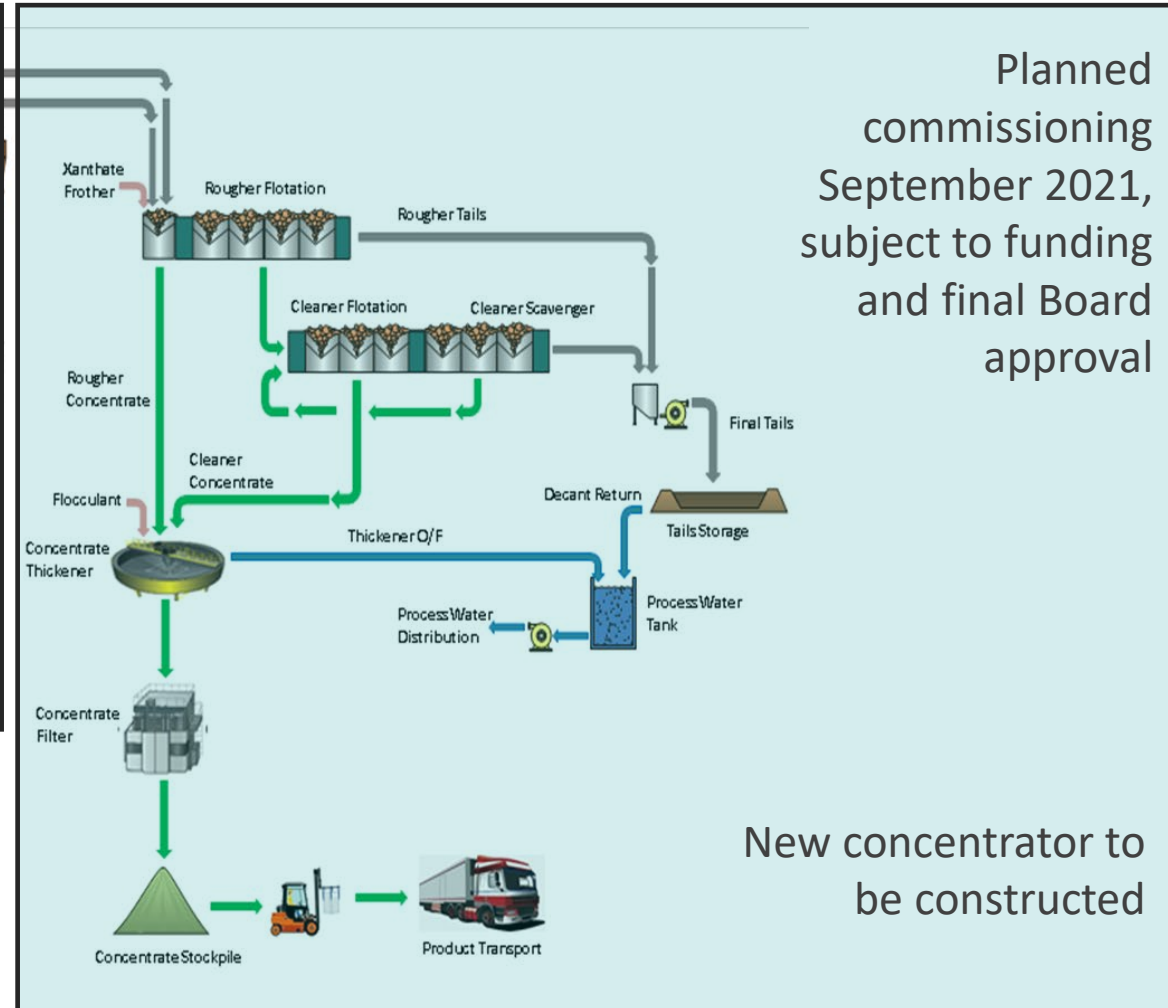 Planned
commissioning
September 2021,
subject to funding
and final Board
approval
Xanthate
Frother
Rougher Flotation
Rougher Tails
Cleaner Flotation
Cleaner Scavenger
Rougher
Concentrate
Final Tails
Cleaner
Concentrate
Flocculant
Decant Return
Tails Storage
Thickener O/F
Concentrate
Thickener
Process Water
Distribution
Process Water
Tank
Concentrate
Filter
New concentrator to
be constructed
Concentrate Stockpile
Product Transport